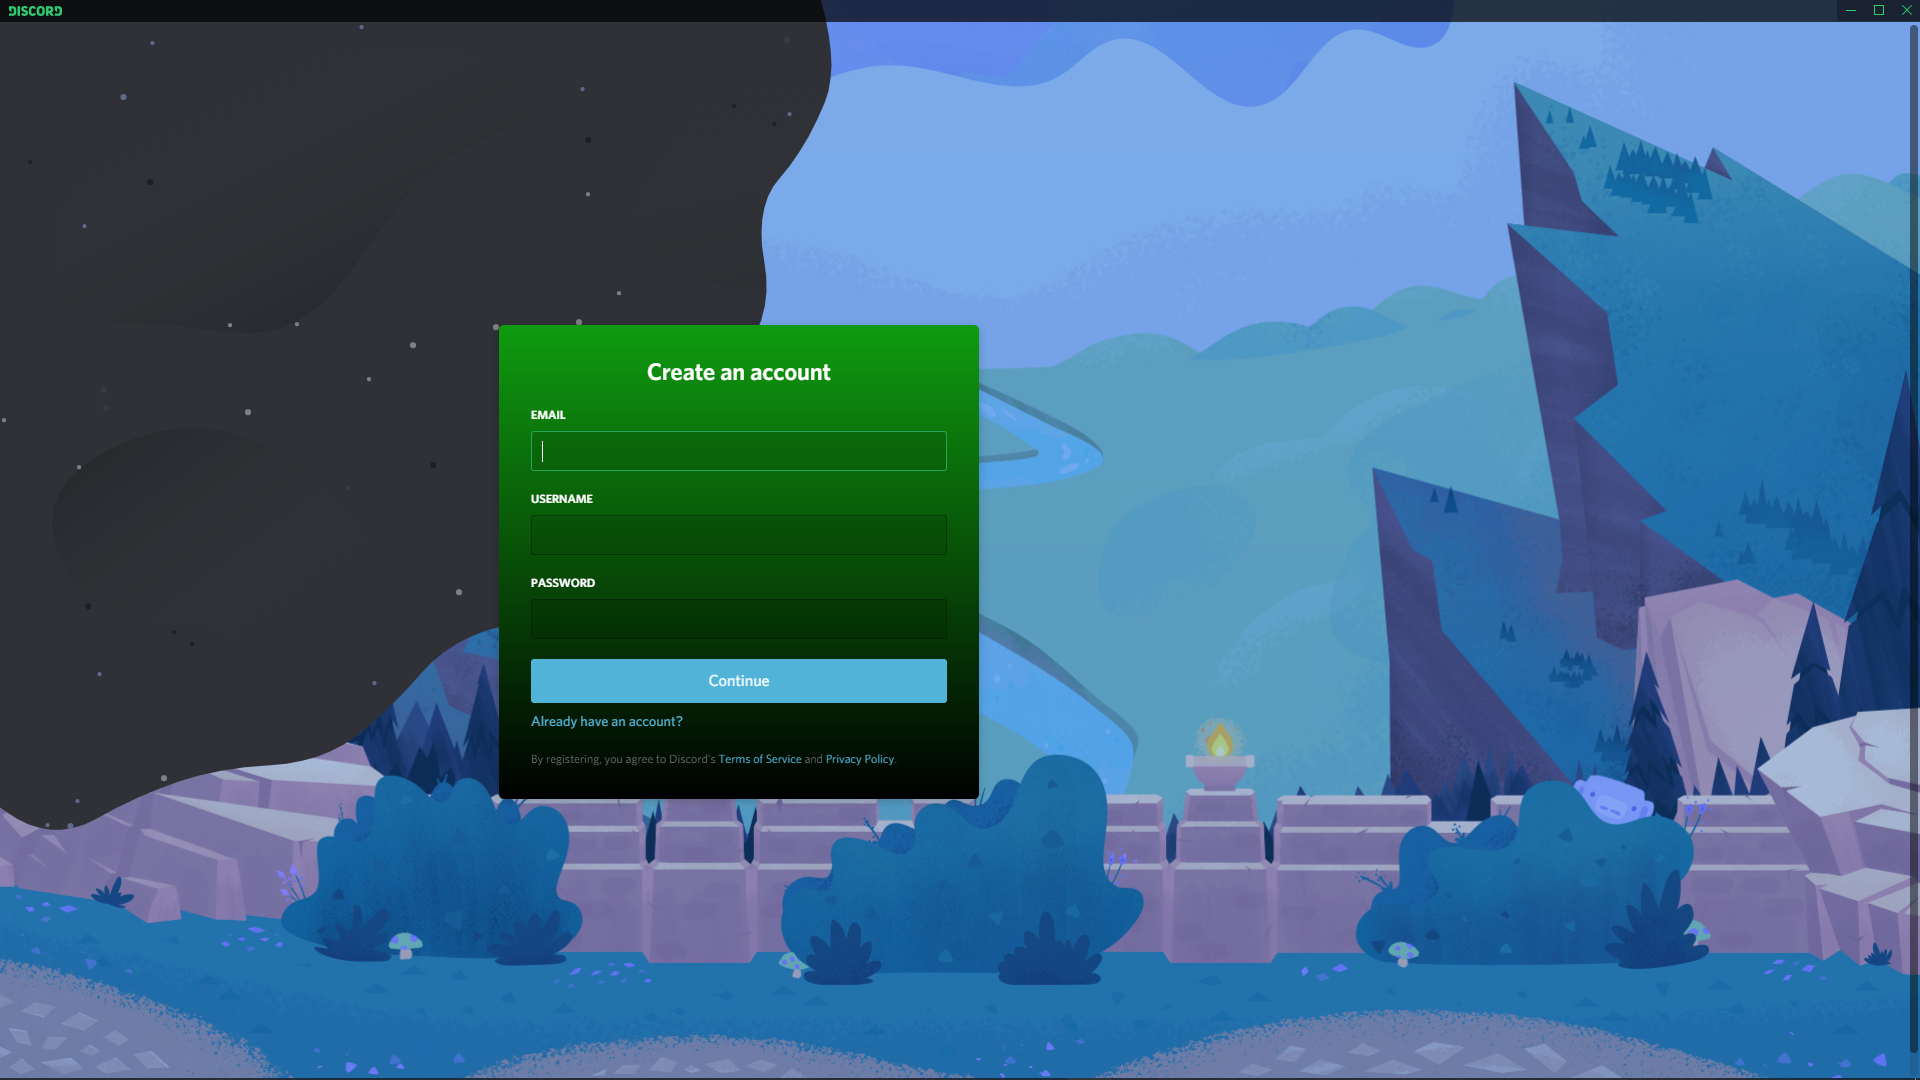 DISCORD
Create an account
EMAIL
USERNAME
PASSWORD
Continue
Already have an account?
By registering, you agree to Discord's Terms of Service and Privacy Policy.